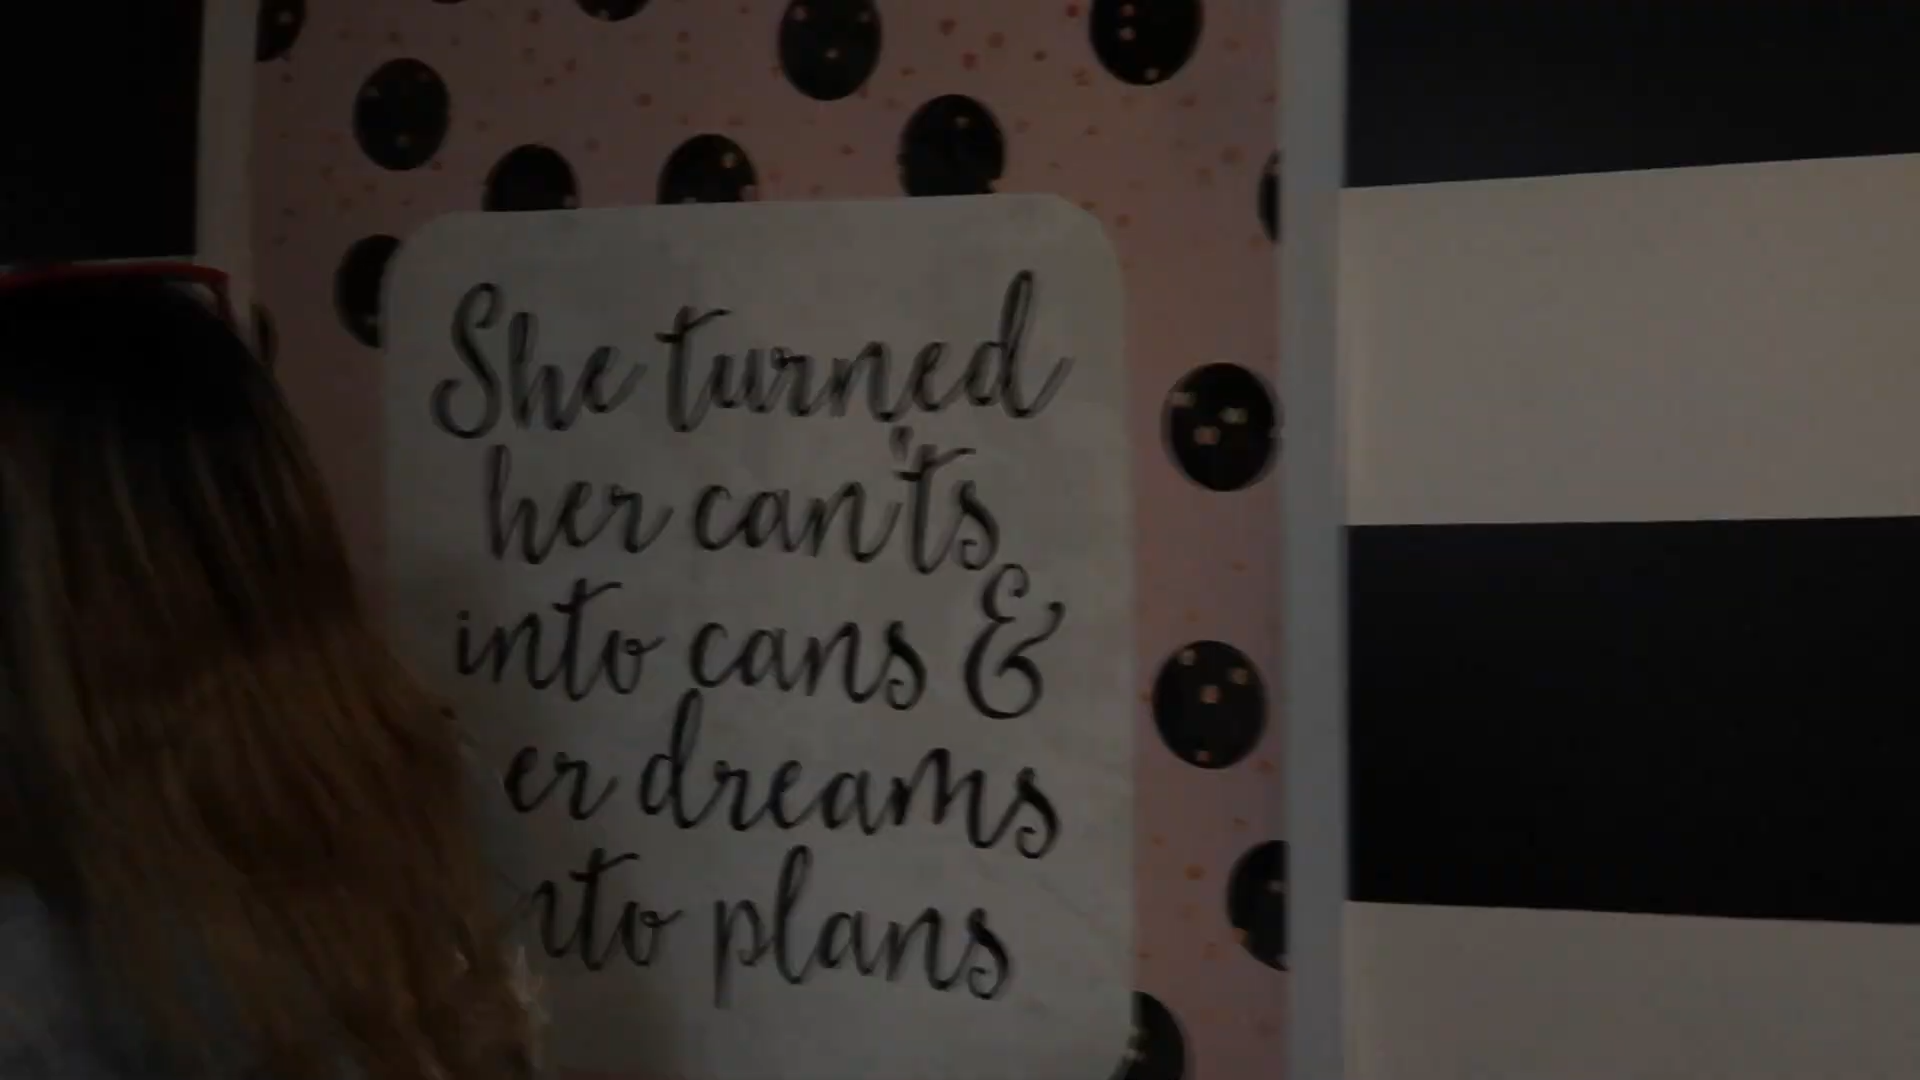 She turned
her can'ts
into cans &
er dreams
nto plans